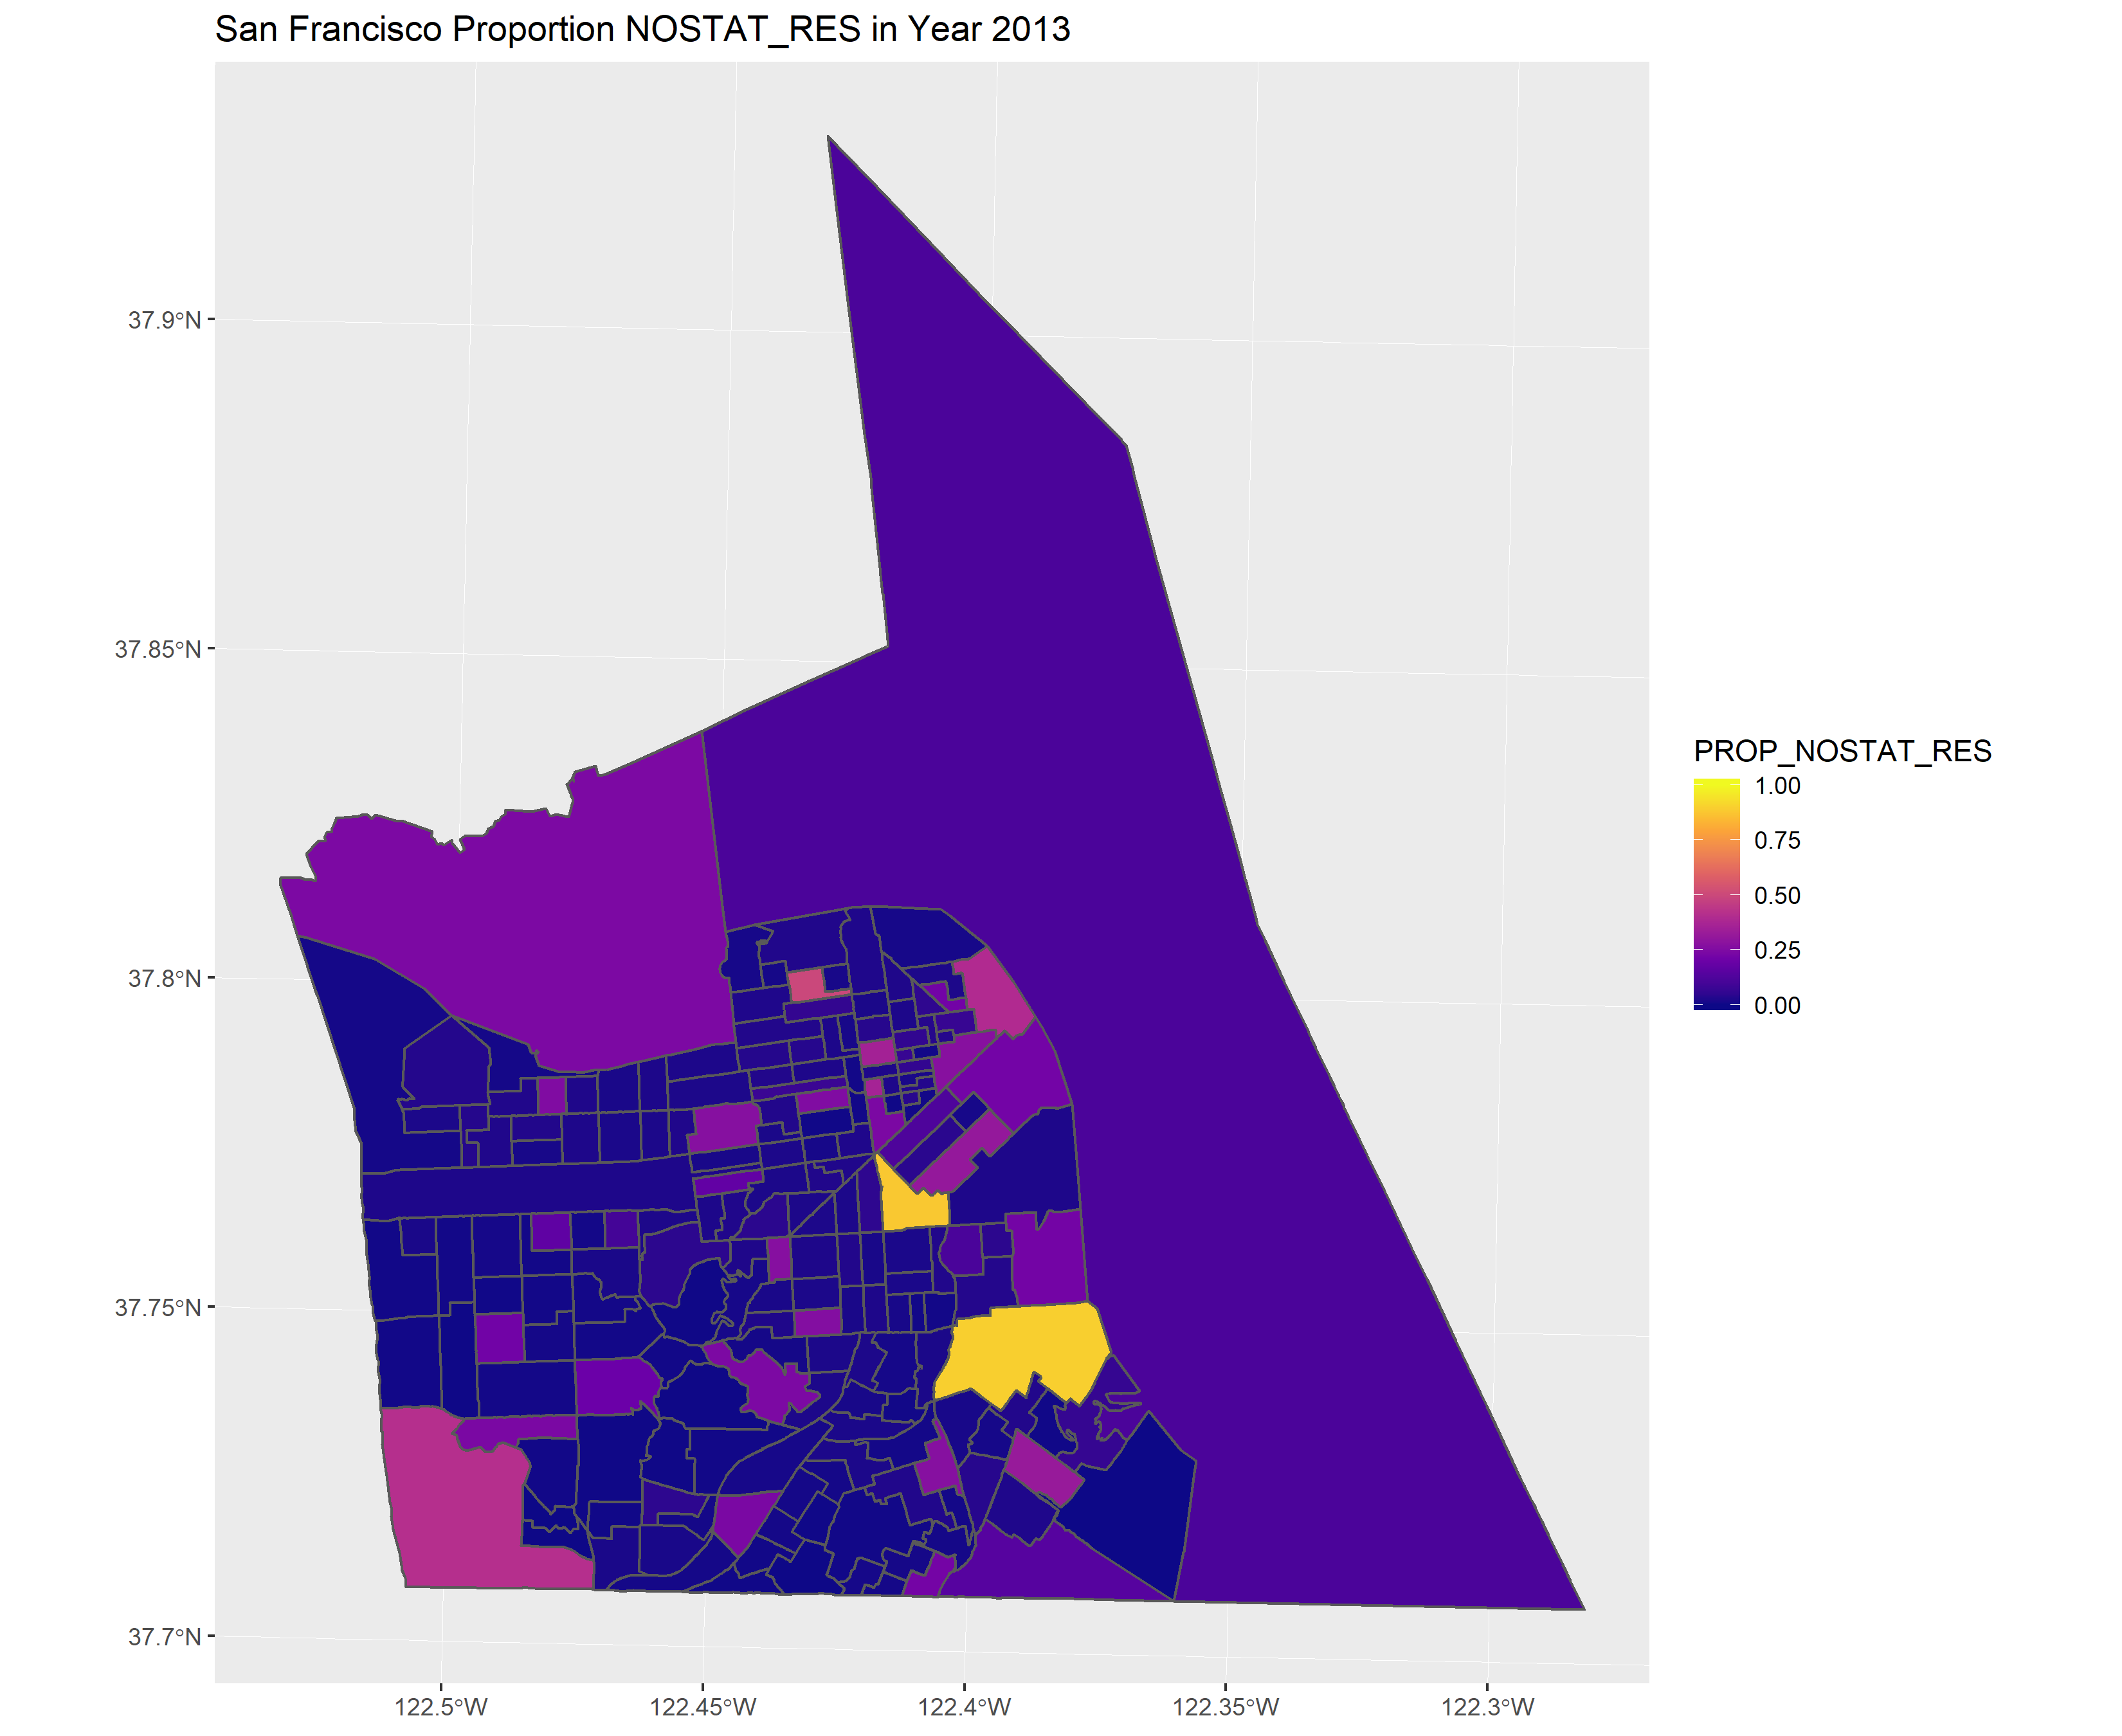 San Francisco Proportion NOSTAT_RES in Year 2013
37.9°N
37.85°N
37.8°N
37.75°N
37.7°N
122.5°W
122.45°W
122.4°W
122.35°W
122.3°W
PROP_NOSTAT_RES
1.00
0.75
0.50
0.25
0.00